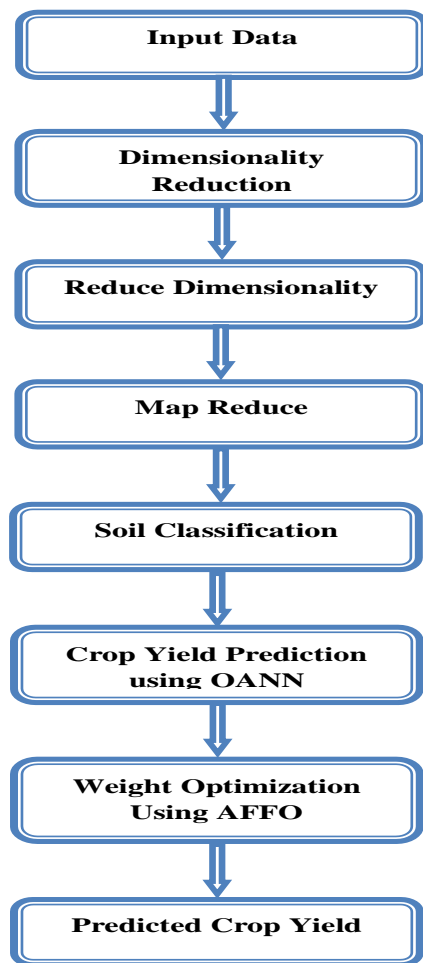 Input Data
Dimensionality
Reduction
Reduce Dimensionality
Map Reduce
Soil Classification
Crop Yield Prediction
using OANN
Weight Optimization
Using AFFO
Predicted Crop Yield